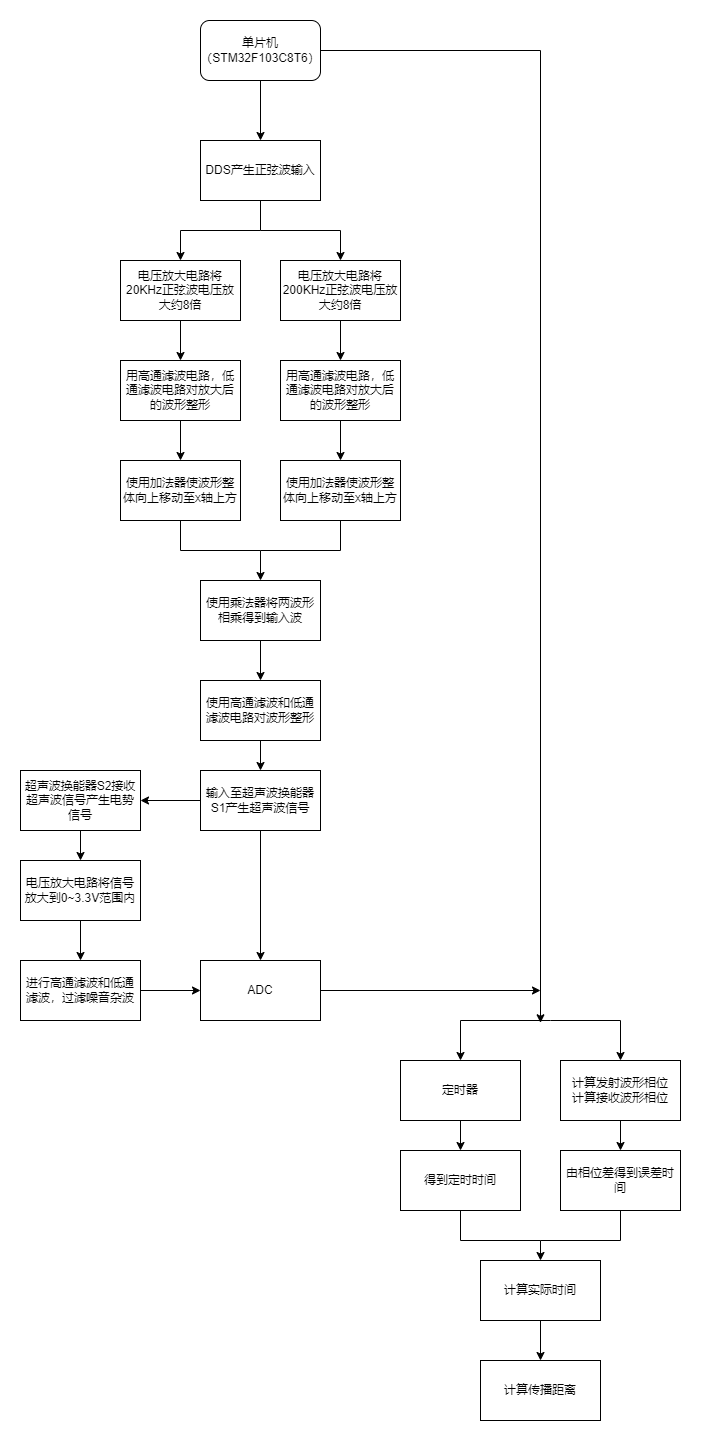 单片机
（STM32F103C8T6）
DDS产生正弦波输入
电压放大电路将
20KHz正弦波电压放
大约8倍
电压放大电路将
200KHz正弦波电压放
大约8倍
用高通滤波电路，低
通滤波电路对放大后
的波形整形
用高通滤波电路，低
通滤波电路对放大后
的波形整形
使用加法器使波形整
体向上移动至x轴上方
使用加法器使波形整
体向上移动至x轴上方
使用乘法器将两波形
相乘得到输入波
使用高通滤波和低通
滤波电路对波形整形
超声波换能器S2接收
超声波信号产生电势
信号
输入至超声波换能器
S1产生超声波信号
电压放大电路将信号
放大到0~3.3V范围内
进行高通滤波和低通
滤波，过滤噪音杂波
ADC
定时器
计算发射波形相位
计算接收波形相位
得到定时时间
由相位差得到误差时
间
计算实际时间
计算传播距离